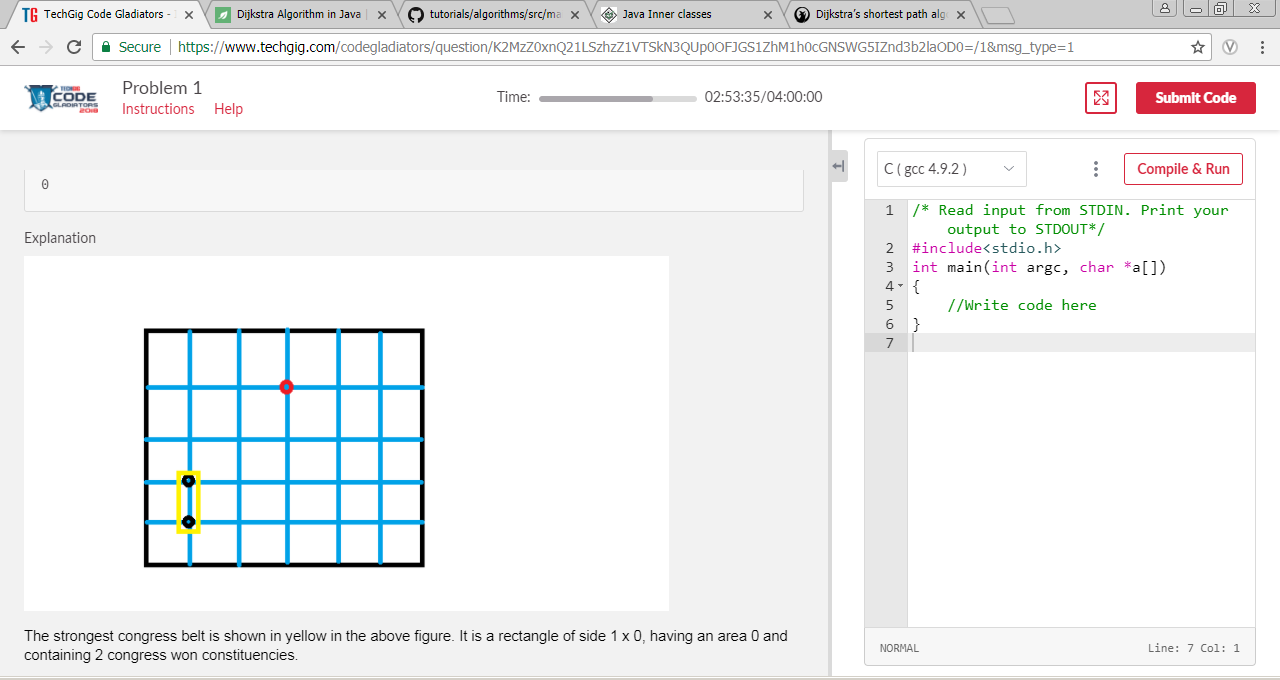 TG TechGig Code Gladiators -
Dijkstra Algorithm in Java |
tutorials/algorithms/src/ma
Java Inner classes
Dijkstra's shortest path alg
Secure | https://www.techgig.com/codegladiators/question/K2MzZ0xnQ21LSzhzZ1VTSkN3QUp0OFJGS1ZhM1h0cGNSWG5IZnd3b2laOD0=/1&msg_type=1
TECHGIG
CODE
GLADIATORS
2018
Problem 1
Instructions Help
Time: 02:53:35/04:00:00
Submit Code
0
Explanation
The strongest congress belt is shown in yellow in the above figure. It is a rectangle of side 1 x 0, having an area 0 and
containing 2 congress won constituencies.
C ( gcc 4.9.2 )
Compile & Run
1 /* Read input from STDIN. Print your
output to STDOUT*/
2 #include<stdio.h>
3 int main(int argc, char *a[])
4 {
5 //Write code here
6 }
7
NORMAL Line: 7 Col: 1